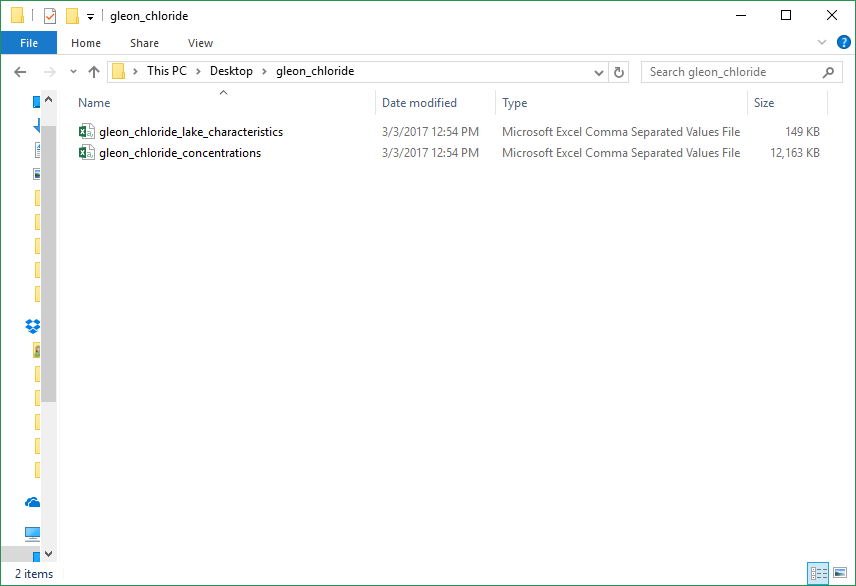 gleon_chloride
File Home Share View ?
This PC Desktop gleon_chloride Search gleon_chloride
Name Date modified Type Size
gleon_chloride_lake_characteristics 3/3/2017 12:54 PM Microsoft Excel Comma Separated Values File 149 KB
gleon_chloride_concentrations 3/3/2017 12:54 PM Microsoft Excel Comma Separated Values File 12,163 KB
2 items